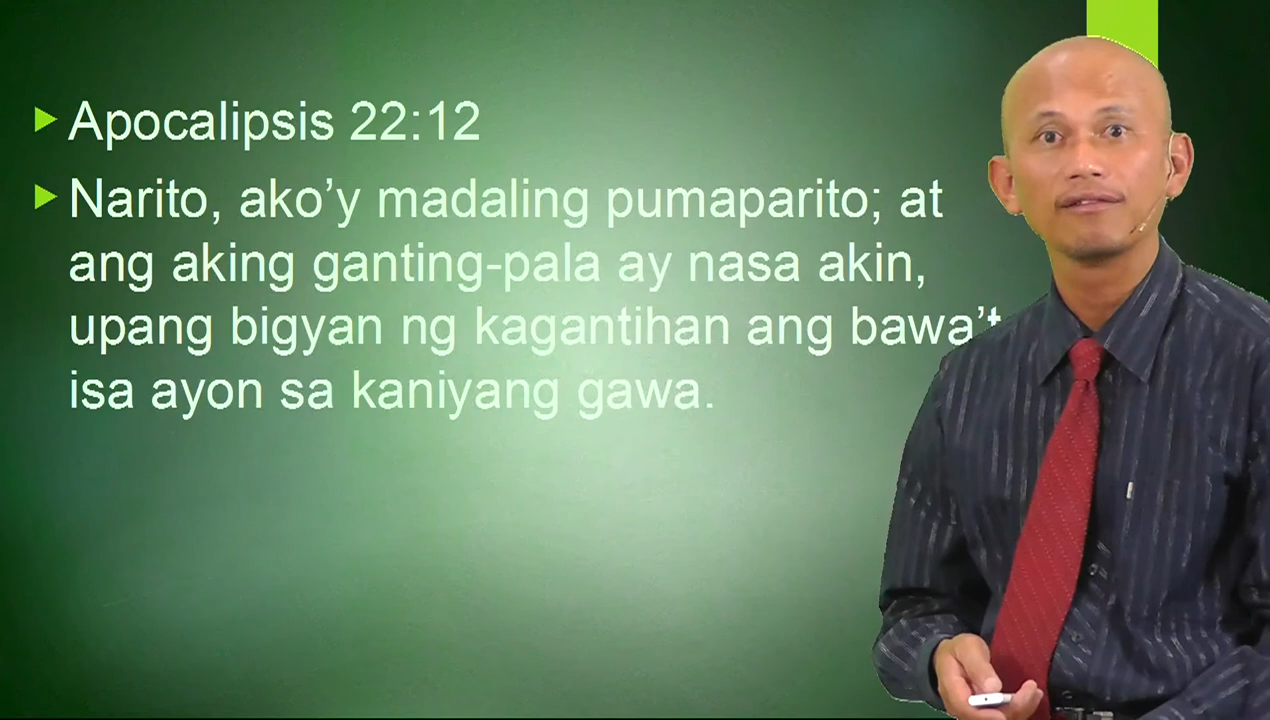 Apocalipsis 22:12
Narito, ako’y madaling pumaparito; at
ang aking ganting-pala ay nasa akin,
upang bigyan ng kagantihan ang bawa’t
isa ayon sa kaniyang gawa.